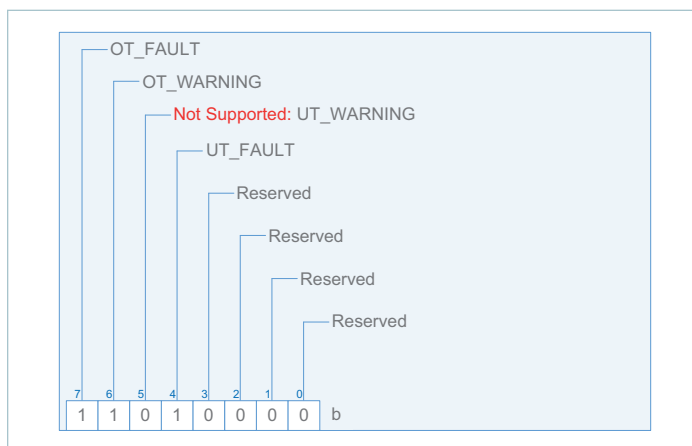 OT_FAULT
OT_WARNING
Not Supported: UT_WARNING
UT_FAULT
Reserved
Reserved
Reserved
Reserved
7 6 5 4 3 2 1 0
1 1 0 1 0 0 0 0 b